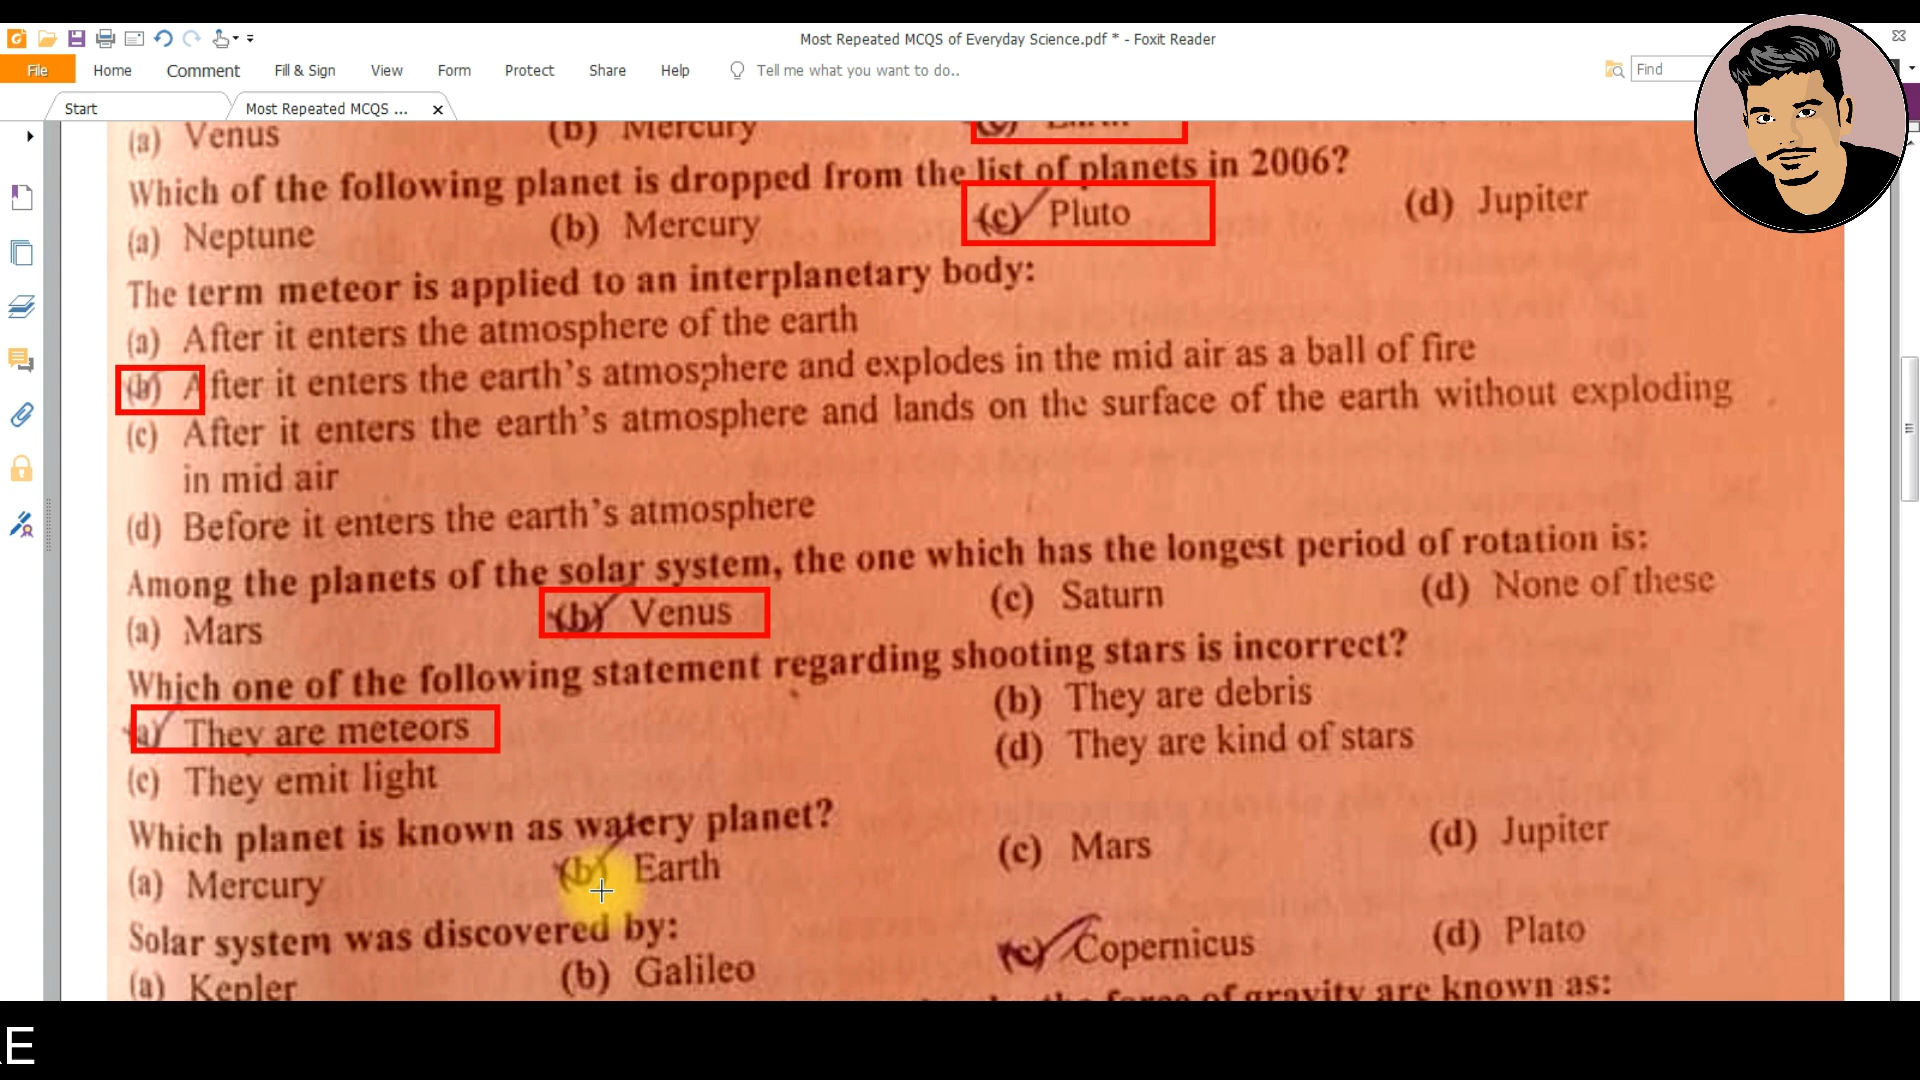 Most Repeated MCQS of Everyday Science.pdf * - Foxit Reader
File Home Comment Fill & Sign View Form Protect Share Help Tell me what you want to do.. Find
Start Most Repeated MCQS ...
(a) Venus (b) Mercury (c) Earth
Which of the following planet is dropped from the list of planets in 2006?
(a) Neptune (b) Mercury (c) Pluto (d) Jupiter
The term meteor is applied to an interplanetary body:
(a) After it enters the atmosphere of the earth
(b) After it enters the earth's atmosphere and explodes in the mid air as a ball of fire
(c) After it enters the earth's atmosphere and lands on the surface of the earth without exploding
in mid air
(d) Before it enters the earth's atmosphere
Among the planets of the solar system, the one which has the longest period of rotation is:
(a) Mars (b) Venus (c) Saturn (d) None of these
Which one of the following statement regarding shooting stars is incorrect?
(a) They are meteors (b) They are debris
(c) They emit light (d) They are kind of stars
Which planet is known as watery planet?
(a) Mercury (b) Earth (c) Mars (d) Jupiter
Solar system was discovered by:
(a) Kepler (b) Galileo (c) Copernicus (d) Plato
the force of gravity are known as:
E